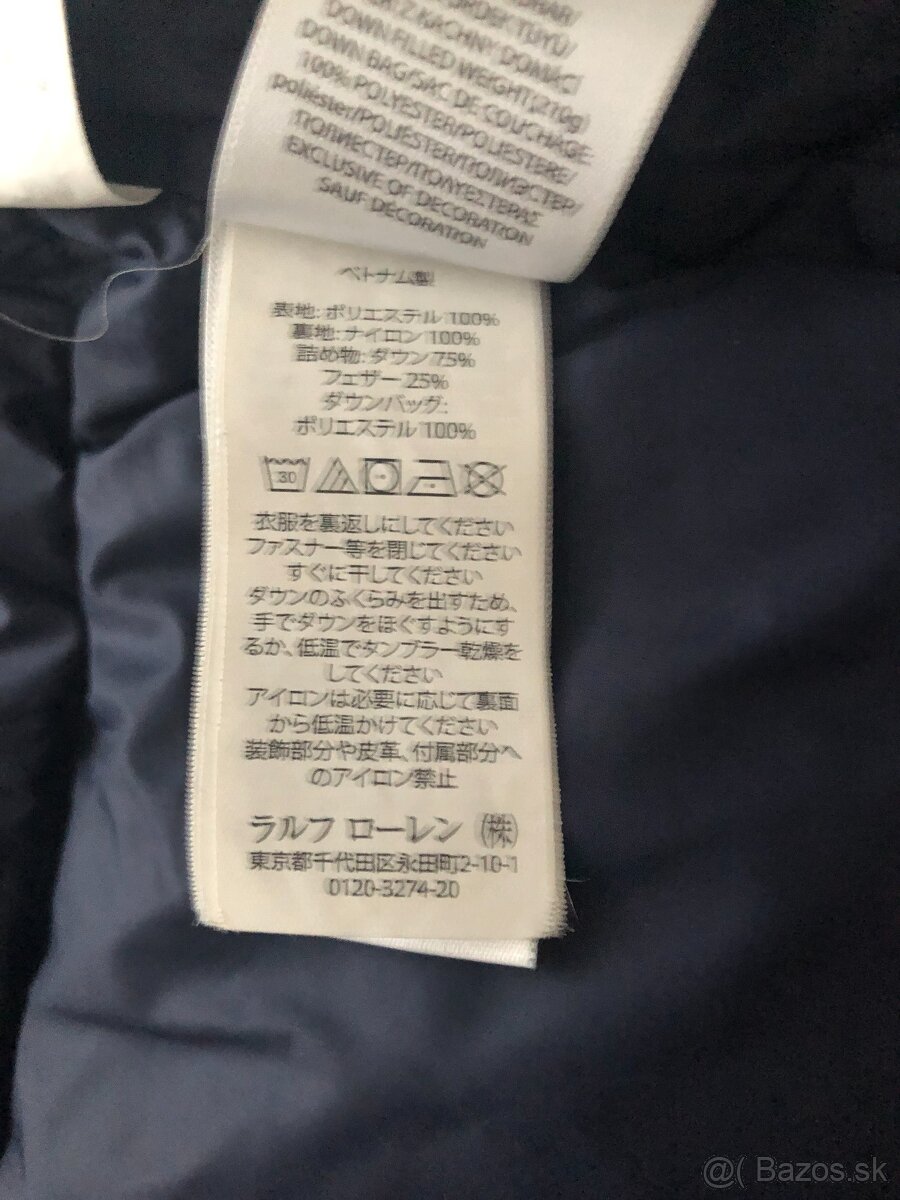 KACHNÝ DOMÁCÍ
DOWN FILLED WEIGHT(210g)
DOWN BAG/SAC DE COUCHAGE:
100% POLYESTER/POLIESTERE/
poliéster/POLIÉSTER/ПОЛИЭСТЕР/
ПОЛИЕСТЕР/ΠΟΛΥΕΣΤΕΡΑΣ
EXCLUSIVE OF DECORATION
SAUF DÉCORATION
ベトナム製
表地: ポリエステル 100%
裏地: ナイロン 100%
詰め物: ダウン 75%
フェザー 25%
ダウンバッグ:
ポリエステル 100%
30
衣服を裏返しにしてください
ファスナー等を閉じてください
すぐに干してください
ダウンのふくらみを出すため、
手でダウンをほぐすようにす
るか、低温でタンブラー乾燥を
してください
アイロンは必要に応じて裏面
から低温かけてください
装飾部分や皮革、付属部分へ
のアイロン禁止
ラルフ ローレン ㈱
東京都千代田区永田町2-10-1
0120-3274-20
@( Bazos.sk